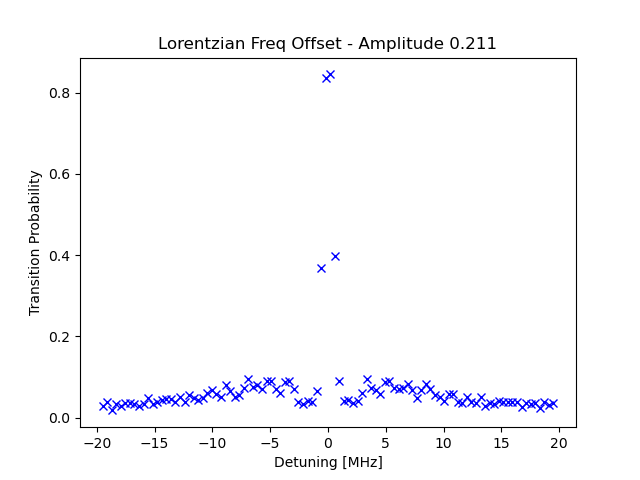 Lorentzian Freq Offset - Amplitude 0.211
Transition Probability
0.8
0.6
0.4
0.2
0.0
−20 −15 −10 −5 0 5 10 15 20
Detuning [MHz]